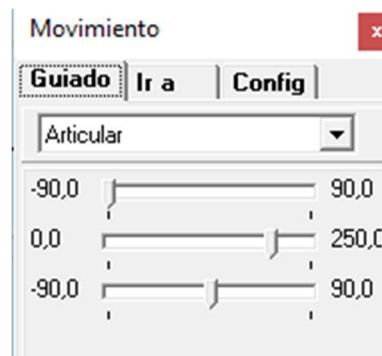 Movimiento x
Guiado Ir a Config
Articular
-90,0 90,0
0,0 250,0
-90,0 90,0